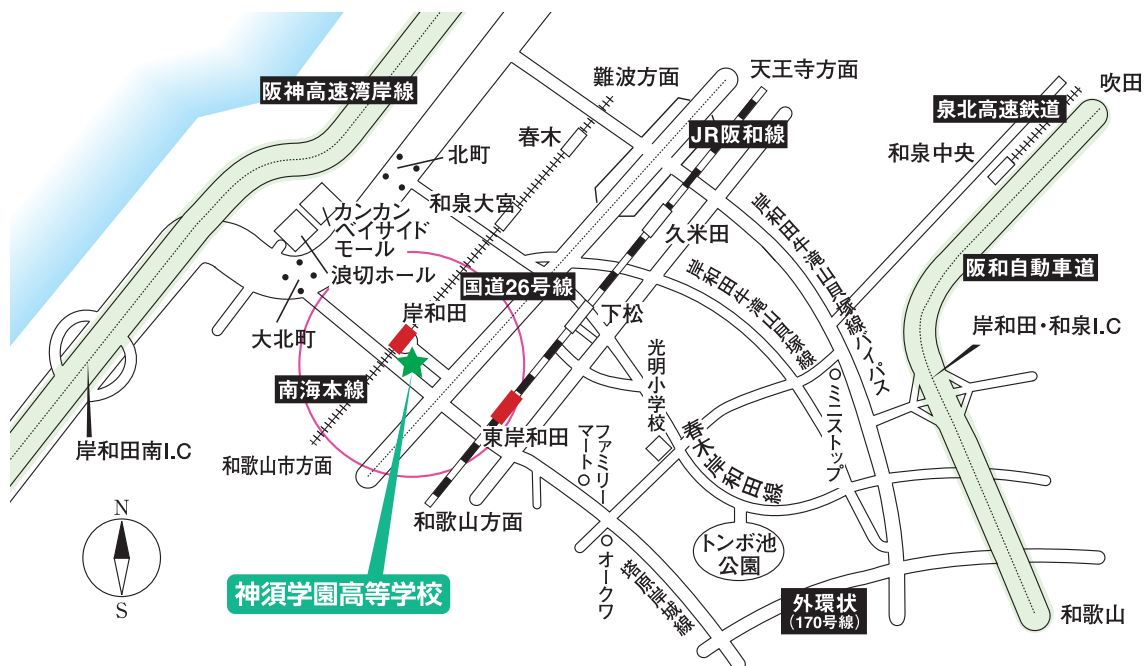 難波方面
天王寺方面
吹田
阪神高速湾岸線
泉北高速鉄道
春木
JR阪和線
北町
和泉中央
カンカン
ベイサイド
モール
和泉大宮
久米田
岸和田牛滝山貝塚線バイパス
浪切ホール
国道26号線
岸和田牛滝山貝塚線
阪和自動車道
岸和田
下松
岸和田・和泉I.C
大北町
光明小学校
南海本線
ミニストップ
岸和田南I.C
和歌山市方面
東岸和田
ファミリー
マート
春木岸和田線
和歌山方面
N
S
トンボ池
公園
オークワ
神須学園高等学校
塔原岸城線
外環状
(170号線)
和歌山